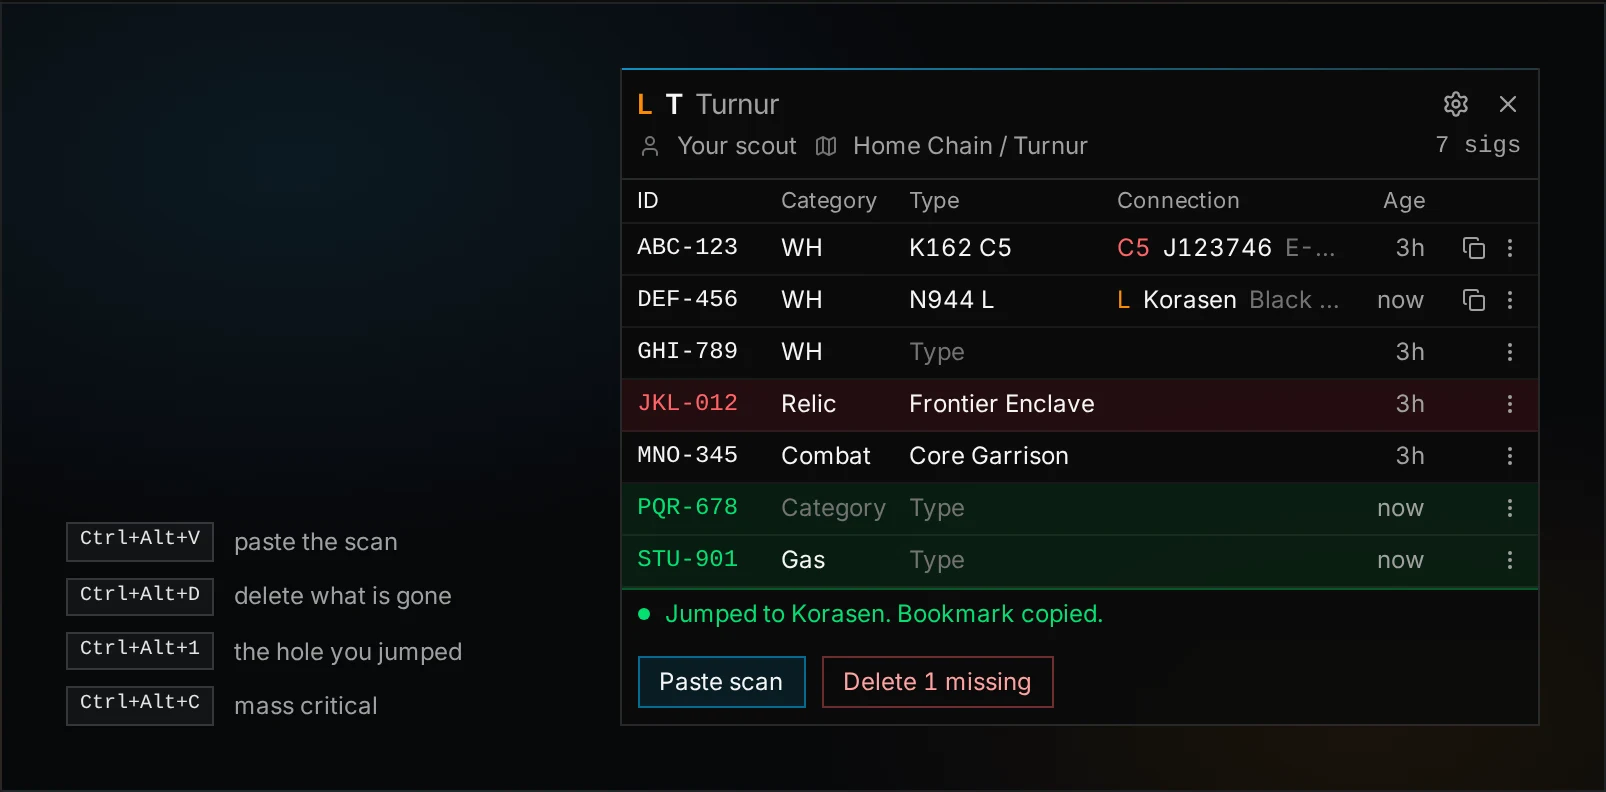 L T Turnur
Your scout Home Chain / Turnur 7 sigs
ID Category Type Connection Age
ABC-123 WH K162 C5 C5 J123746 E-... 3h
DEF-456 WH N944 L L Korasen Black ... now
GHI-789 WH Type 3h
JKL-012 Relic Frontier Enclave 3h
MNO-345 Combat Core Garrison 3h
PQR-678 Category Type now
STU-901 Gas Type now
Jumped to Korasen. Bookmark copied.
Paste scan Delete 1 missing
Ctrl+Alt+V paste the scan
Ctrl+Alt+D delete what is gone
Ctrl+Alt+1 the hole you jumped
Ctrl+Alt+C mass critical